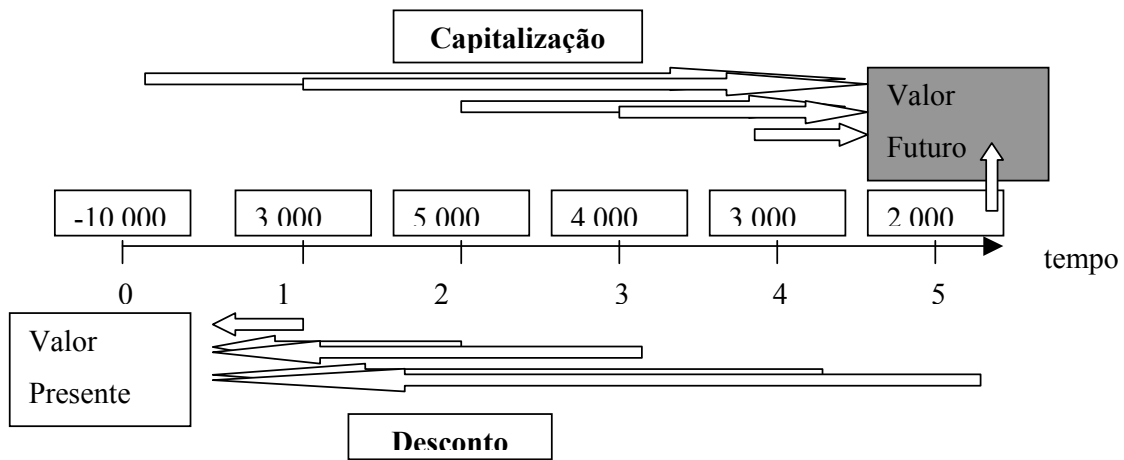 Capitalização
Valor
Futuro
-10 000 3 000 5 000 4 000 3 000 2 000
tempo
0 1 2 3 4 5
Valor
Presente
Desconto